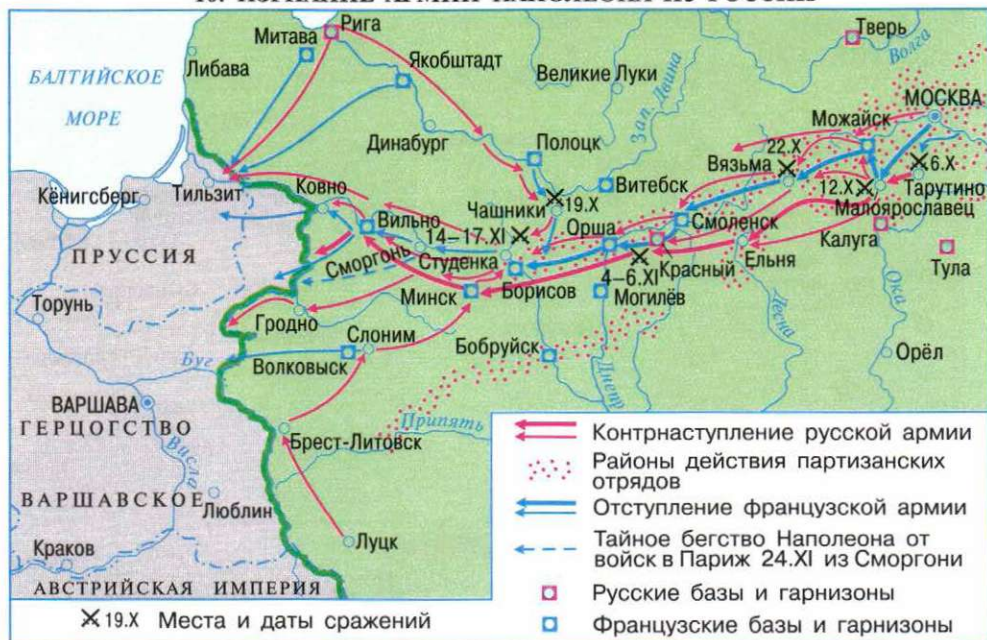 Митава
Рига
Тверь
Волга
Либава
Якобштадт
Великие Луки
Зап. Двина
БАЛТИЙСКОЕ
МОРЕ
МОСКВА
Можайск
Динабург
Полоцк
Вязьма
22.X
6.X
Кёнигсберг
Тильзит
Ковно
Витебск
12.X
Тарутино
Чашники
19.X
Смоленск
Малоярославец
Вильно
14–17.XI
Орша
Калуга
ПРУССИЯ
Сморгонь
Студенка
Красный
Ельня
Тула
4–6.XI
Торунь
Минск
Борисов
Могилёв
Десна
Ока
Гродно
Слоним
Буг
Волковыск
Бобруйск
Днепр
Орёл
ВАРШАВА
ГЕРЦОГСТВО
Висла
Брест-Литовск
Припять
ВАРШАВСКОЕ
Люблин
Луцк
Краков
АВСТРИЙСКАЯ ИМПЕРИЯ
Контрнаступление русской армии
Районы действия партизанских
отрядов
Отступление французской армии
Тайное бегство Наполеона от
войск в Париж 24.XI из Сморгони
Русские базы и гарнизоны
19.X Места и даты сражений
Французские базы и гарнизоны